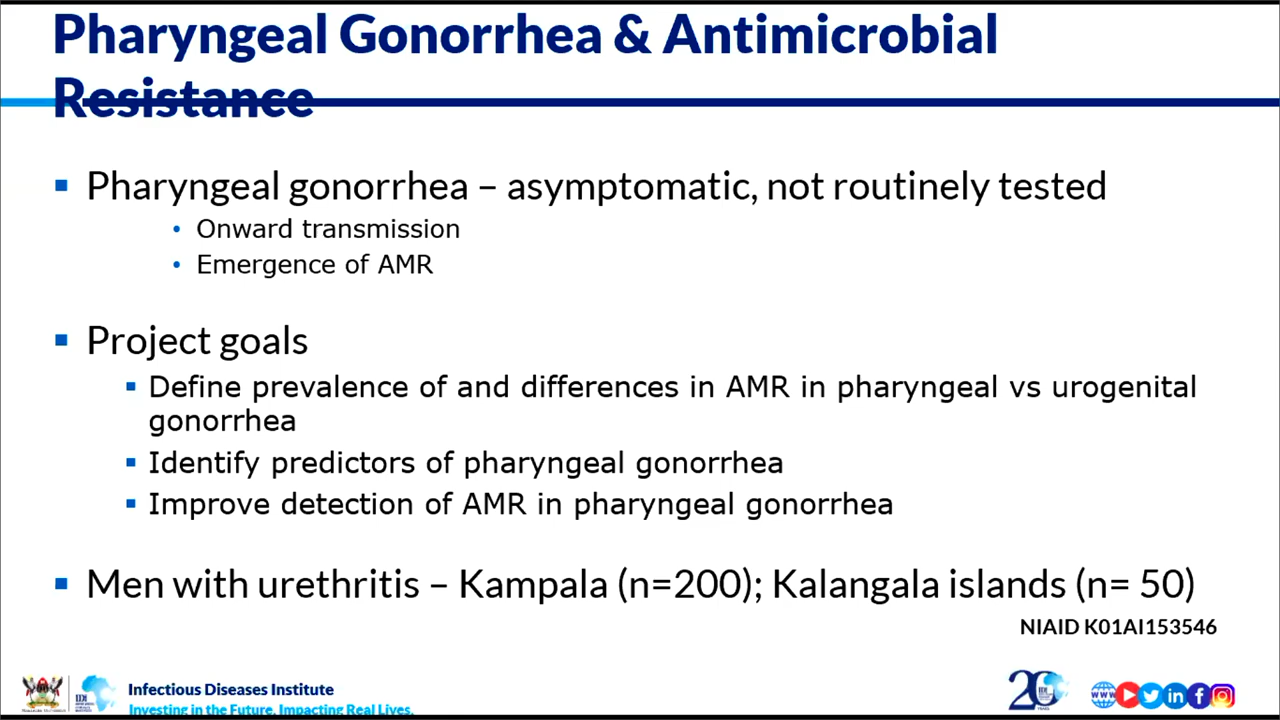 Pharyngeal Gonorrhea & Antimicrobial
Resistance
▪ Pharyngeal gonorrhea – asymptomatic, not routinely tested
• Onward transmission
• Emergence of AMR
▪ Project goals
▪ Define prevalence of and differences in AMR in pharyngeal vs urogenital
gonorrhea
▪ Identify predictors of pharyngeal gonorrhea
▪ Improve detection of AMR in pharyngeal gonorrhea
▪ Men with urethritis – Kampala (n=200); Kalangala islands (n= 50)
NIAID K01AI153546
Infectious Diseases Institute
Investing in the Future. Impacting Real Lives.
20